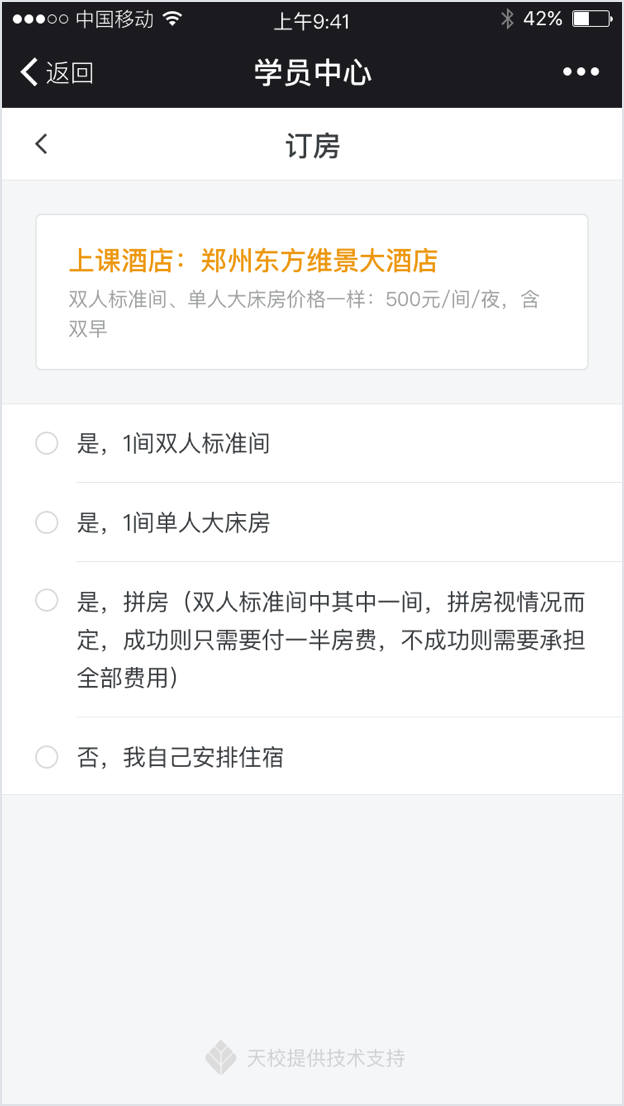 中国移动
上午9:41
42%
返回
学员中心
订房
上课酒店：郑州东方维景大酒店
双人标准间、单人大床房价格一样：500元/间/夜，含
双早
是，1间双人标准间
是，1间单人大床房
是，拼房（双人标准间中其中一间，拼房视情况而
定，成功则只需要付一半房费，不成功则需要承担
全部费用）
否，我自己安排住宿
天校提供技术支持